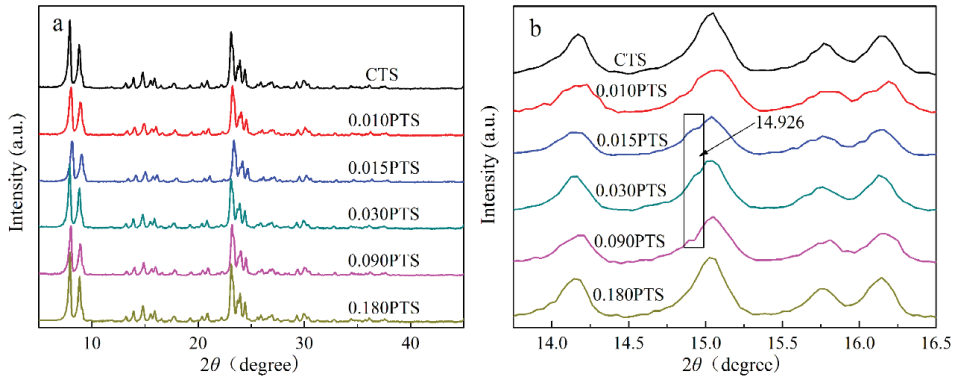 a
CTS
0.010PTS
0.015PTS
0.030PTS
0.090PTS
0.180PTS
Intensity (a.u.)
10 20 30 40
2θ (degree)
b
CTS
0.010PTS
0.015PTS
14.926
0.030PTS
0.090PTS
0.180PTS
Intensity (a.u.)
14.0 14.5 15.0 15.5 16.0 16.5
2θ (dcgrcc)